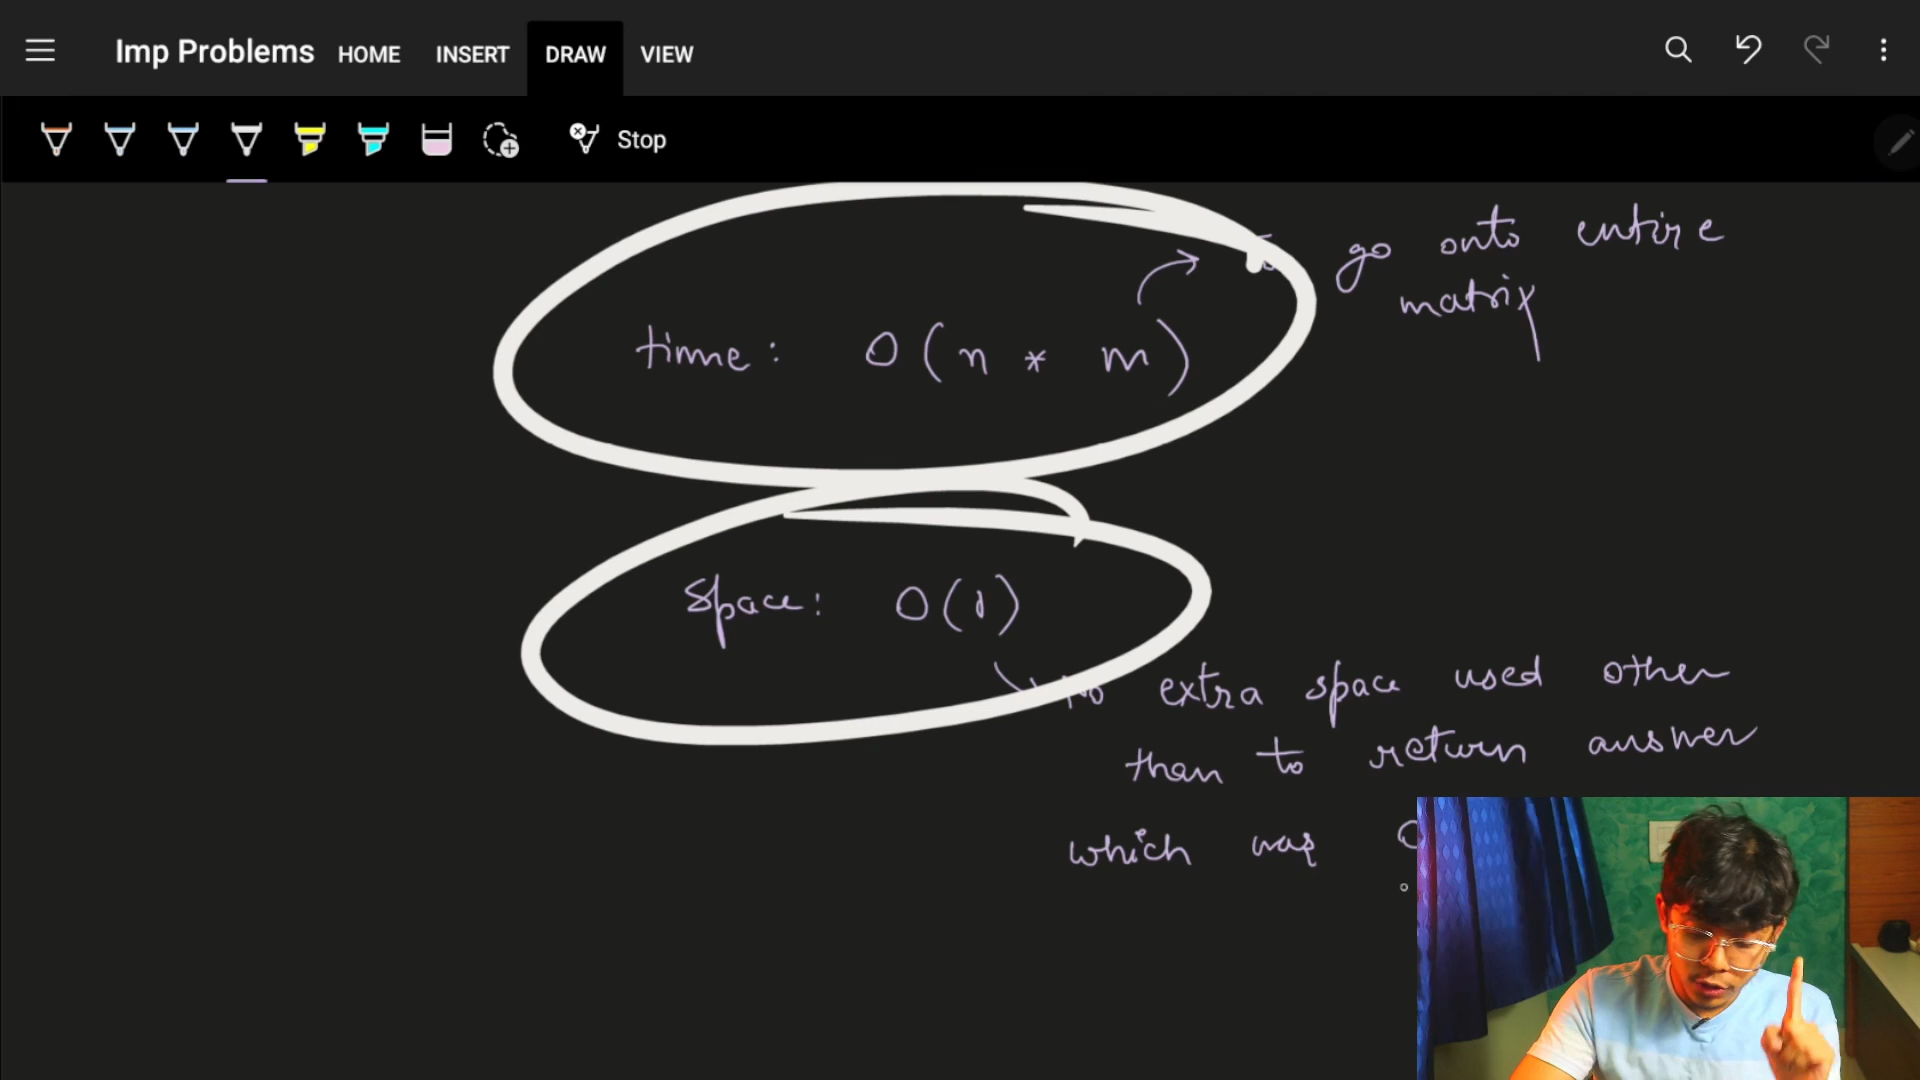 Imp Problems HOME INSERT DRAW VIEW
Stop
go onto entire
matrix
time: O(n * m)
Space: O(1)
No extra space used other
than to return answer
which was